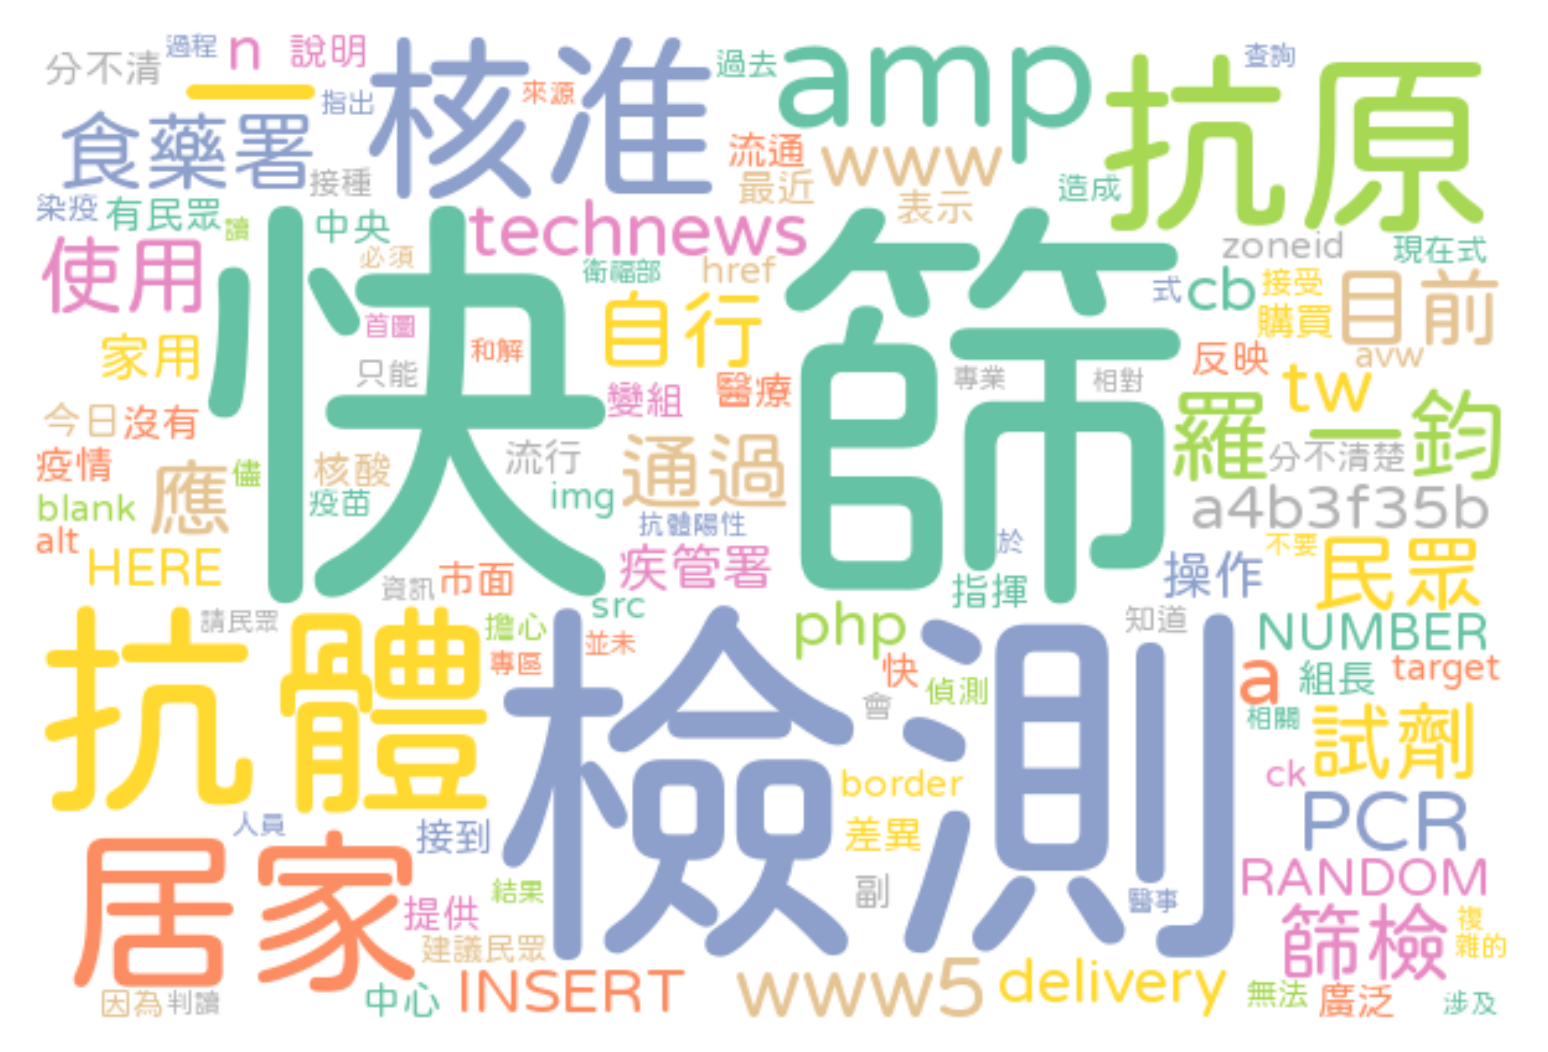 分不清
過程
n
說明
一
指出
核准
來源
過去
amp
抗原
查詢
食藥署
接種
流通
www
最近
表示
造成
染疫
有民眾
讀
中央
technews
必須
衛福部
href
zoneid
現在式
使用
快篩
自行
式
cb
接受
購買
目前
家用
首圖
和解
只能
專業
相對
反映
avw
變組
醫療
tw
今日
沒有
羅一鈞
疫情
應
儘
核酸
流行
通過
分不清楚
疫苗
img
抗體陽性
a4b3f35b
blank
alt
HERE
於
不要
民眾
資訊
市面
疾管署
指揮
操作
src
php
知道
NUMBER
請民眾
抗體
擔心
並未
檢測
專區
快
偵測
a
組長
target
會
相關
試劑
ck
border
PCR
人員
接到
差異
居家
結果
副
醫事
RANDOM
提供
建議民眾
篩檢
複雜的
因為
判讀
中心
INSERT
www5
delivery
無法
廣泛
涉及